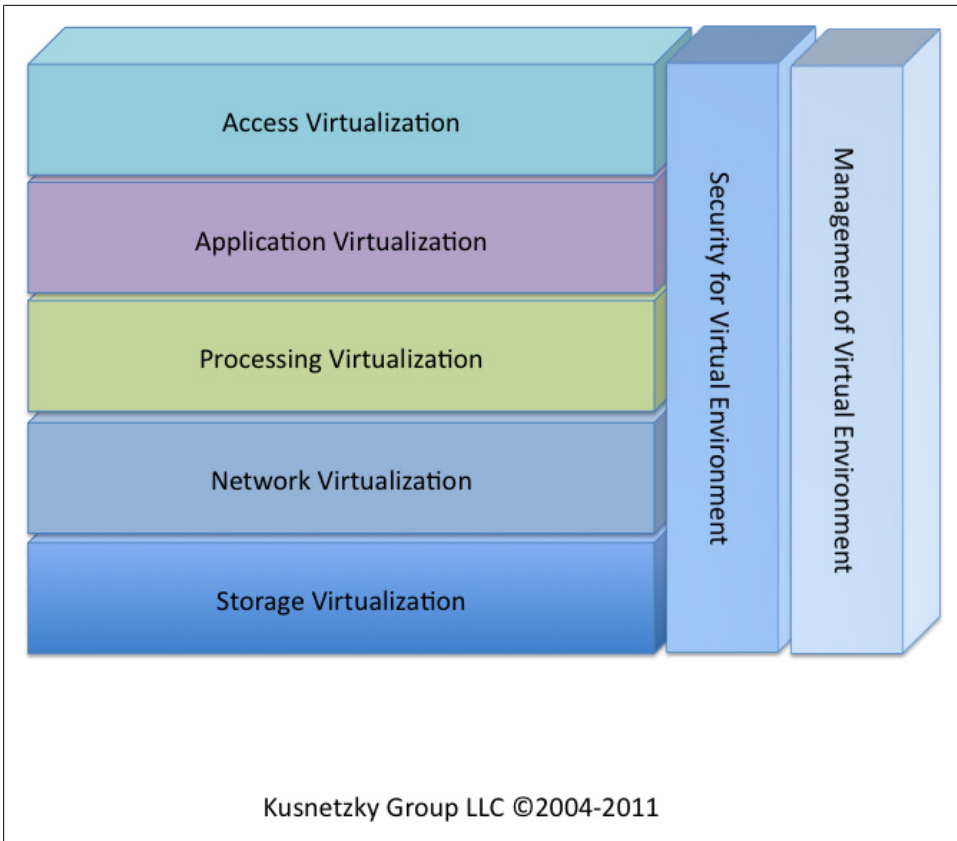 Access Virtualization
Application Virtualization
Processing Virtualization
Network Virtualization
Storage Virtualization
Security for Virtual Environment
Management of Virtual Environment
Kusnetzky Group LLC ©2004-2011